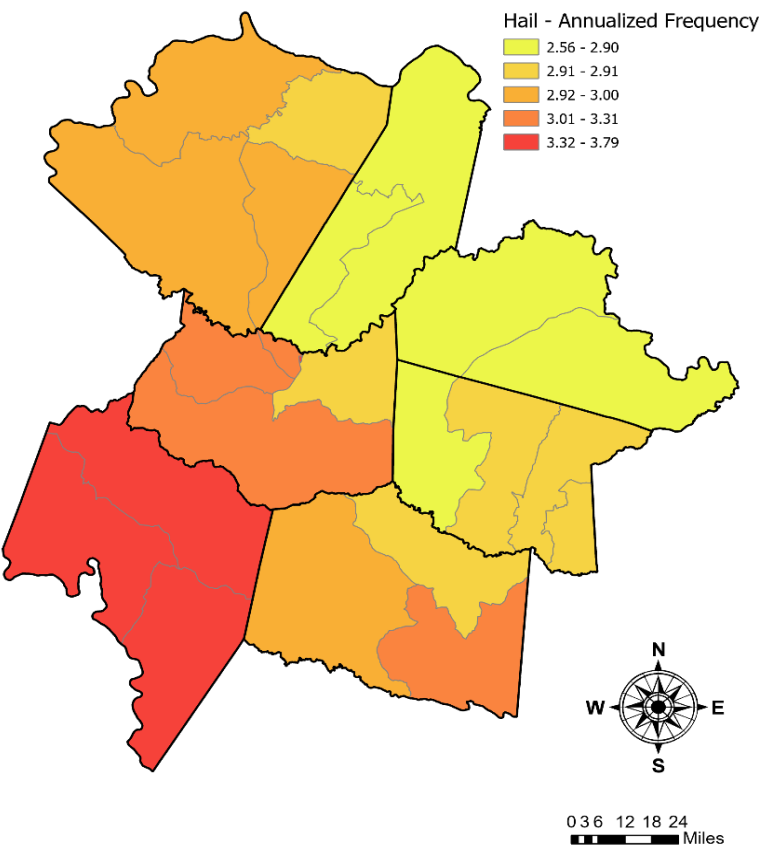 Hail - Annualized Frequency
2.56 - 2.90
2.91 - 2.91
2.92 - 3.00
3.01 - 3.31
3.32 - 3.79
N
W E
S
0 3 6 12 18 24
Miles